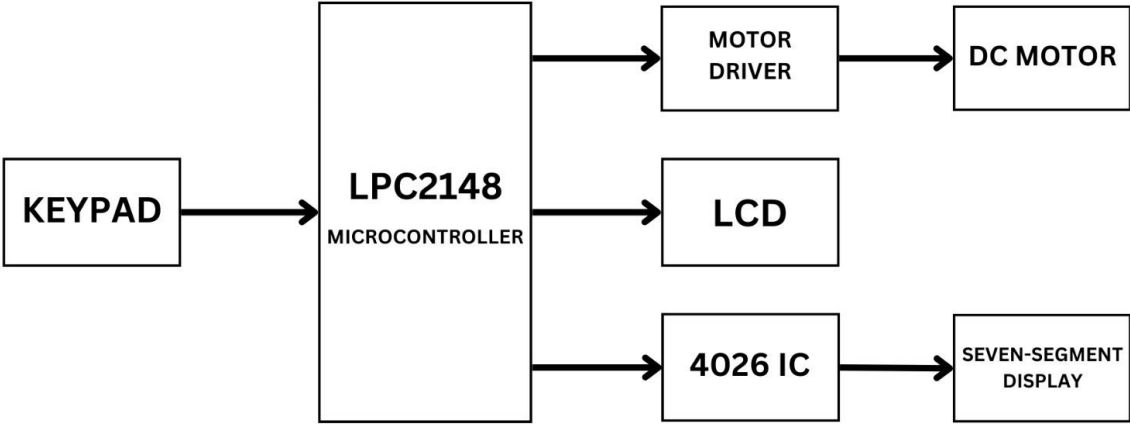 MOTOR
DRIVER
DC MOTOR
KEYPAD
LPC2148
MICROCONTROLLER
LCD
4026 IC
SEVEN-SEGMENT
DISPLAY